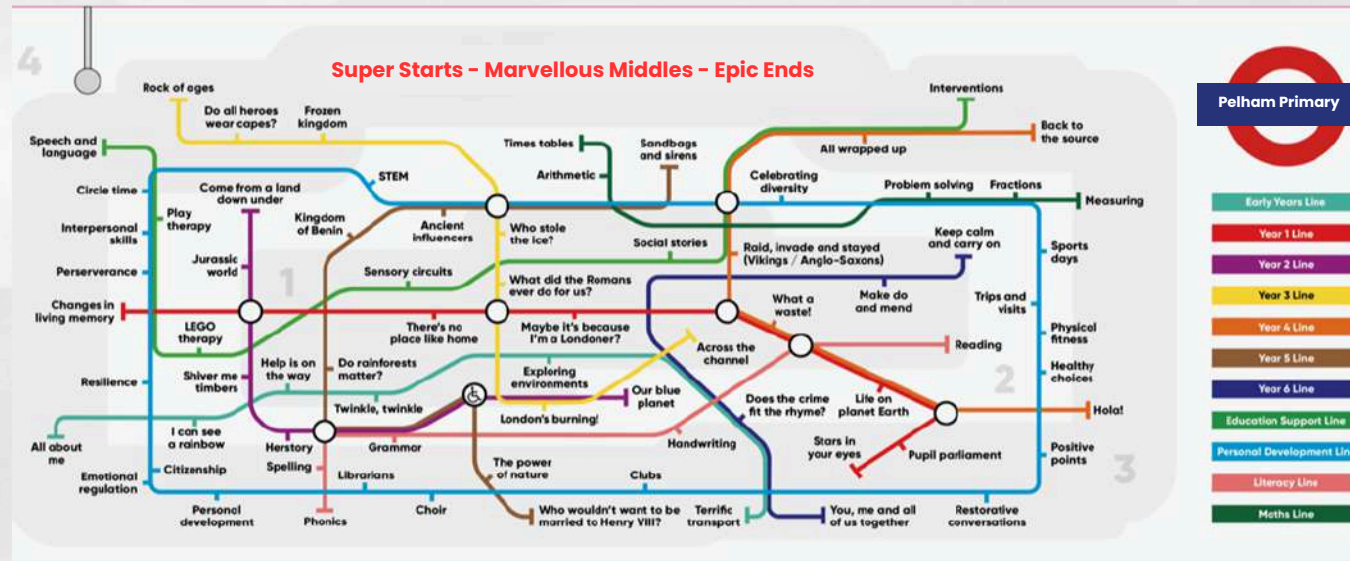 Super Starts - Marvellous Middles - Epic Ends
4
Rock of ages
Do all heroes
wear capes?
Frozen
kingdom
Interventions
Back to
the source
All wrapped up
Pelham Primary
Speech and
language
Times tables
Sandbags
and sirens
Arithmetic
Celebrating
diversity
Problem solving
Fractions
Measuring
Circle time
STEM
Come from a land
down under
Play
therapy
Kingdom
of Benin
Ancient
influencers
Who stole
the ice?
Social stories
Raid, invade and stayed
(Vikings / Anglo-Saxons)
Keep calm
and carry on
Sports
days
Interpersonal
skills
Jurassic
world
1
Sensory circuits
What did the Romans
ever do for us?
Make do
and mend
Perserverance
Changes in
living memory
There's no
place like home
Maybe it's because
I'm a Londoner?
What a
waste!
Trips and
visits
Physical
fitness
LEGO
therapy
Across the
channel
Reading
Resilience
Shiver me
timbers
Help is on
the way
Do rainforests
matter?
Exploring
environments
2
Healthy
choices
Twinkle, twinkle
Our blue
planet
London's burning!
Does the crime
fit the rhyme?
Life on
planet Earth
Hola!
All about
me
I can see
a rainbow
Herstory
Grammar
Handwriting
Stars in
your eyes
Pupil parliament
Positive
points
3
Emotional
regulation
Citizenship
Spelling
Librarians
The power
of nature
Clubs
Personal
development
Phonics
Choir
Who wouldn't want to be
married to Henry VIII?
Terrific
transport
You, me and all
of us together
Restorative
conversations
Early Years Line
Year 1 Line
Year 2 Line
Year 3 Line
Year 4 Line
Year 5 Line
Year 6 Line
Education Support Line
Personal Development Lin
Literacy Line
Maths Line